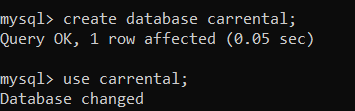 mysql> create database carrental;
Query OK, 1 row affected (0.05 sec)
mysql> use carrental;
Database changed